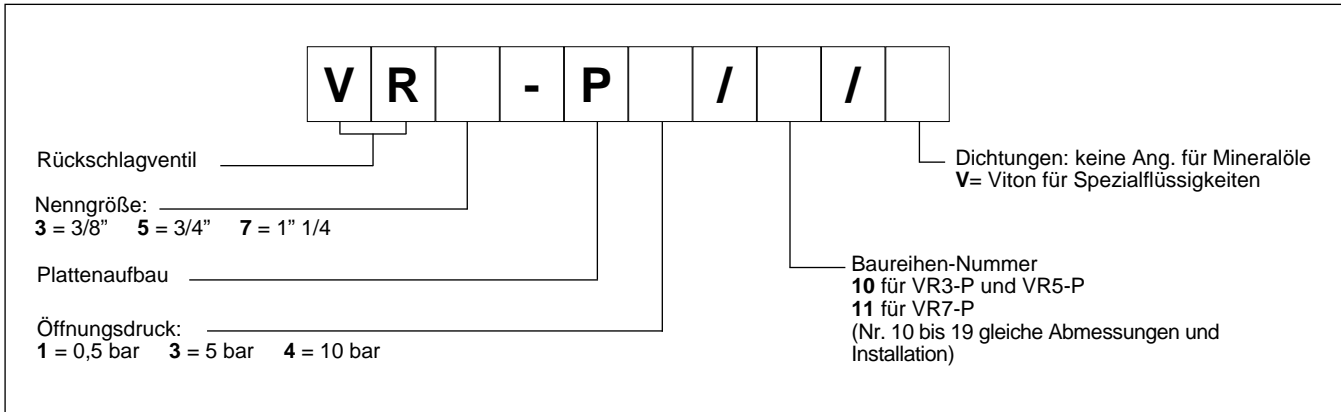 VR - P / /
Rückschlagventil
Nenngröße:
3 = 3/8” 5 = 3/4” 7 = 1” 1/4
Plattenaufbau
Öffnungsdruck:
1 = 0,5 bar 3 = 5 bar 4 = 10 bar
Dichtungen: keine Ang. für Mineralöle
V= Viton für Spezialflüssigkeiten
Baureihen-Nummer
10 für VR3-P und VR5-P
11 für VR7-P
(Nr. 10 bis 19 gleiche Abmessungen und
Installation)